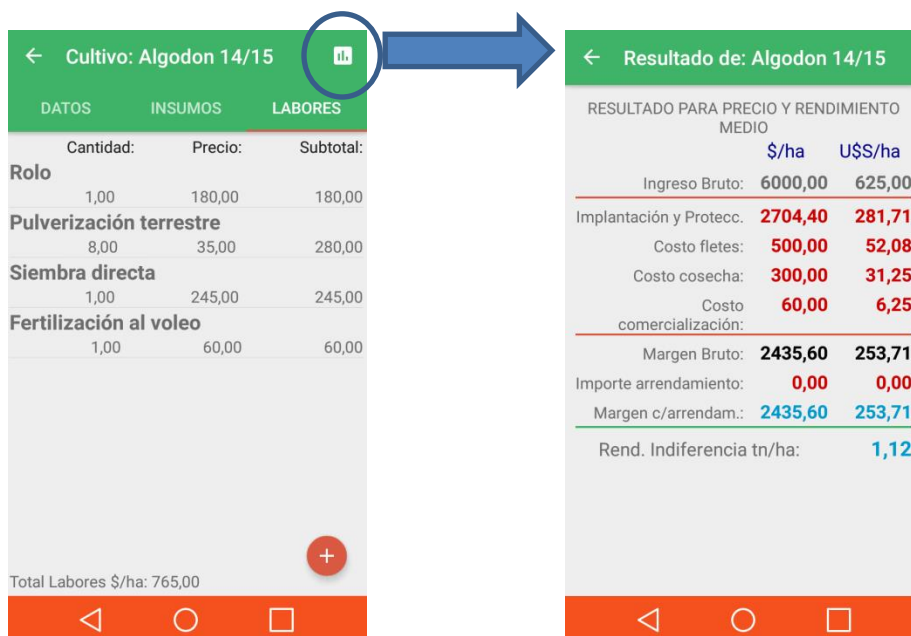 Cultivo: Algodon 14/15
DATOS INSUMOS LABORES
Cantidad: Precio: Subtotal:
Rolo
1,00 180,00 180,00
Pulverización terrestre
8,00 35,00 280,00
Siembra directa
1,00 245,00 245,00
Fertilización al voleo
1,00 60,00 60,00
Total Labores $/ha: 765,00
Resultado de: Algodon 14/15
RESULTADO PARA PRECIO Y RENDIMIENTO
MEDIO
$/ha U$S/ha
Ingreso Bruto: 6000,00 625,00
Implantación y Protecc. 2704,40 281,71
Costo fletes: 500,00 52,08
Costo cosecha: 300,00 31,25
Costo 60,00 6,25
comercialización:
Margen Bruto: 2435,60 253,71
Importe arrendamiento: 0,00 0,00
Margen c/arrendam.: 2435,60 253,71
Rend. Indiferencia tn/ha: 1,12